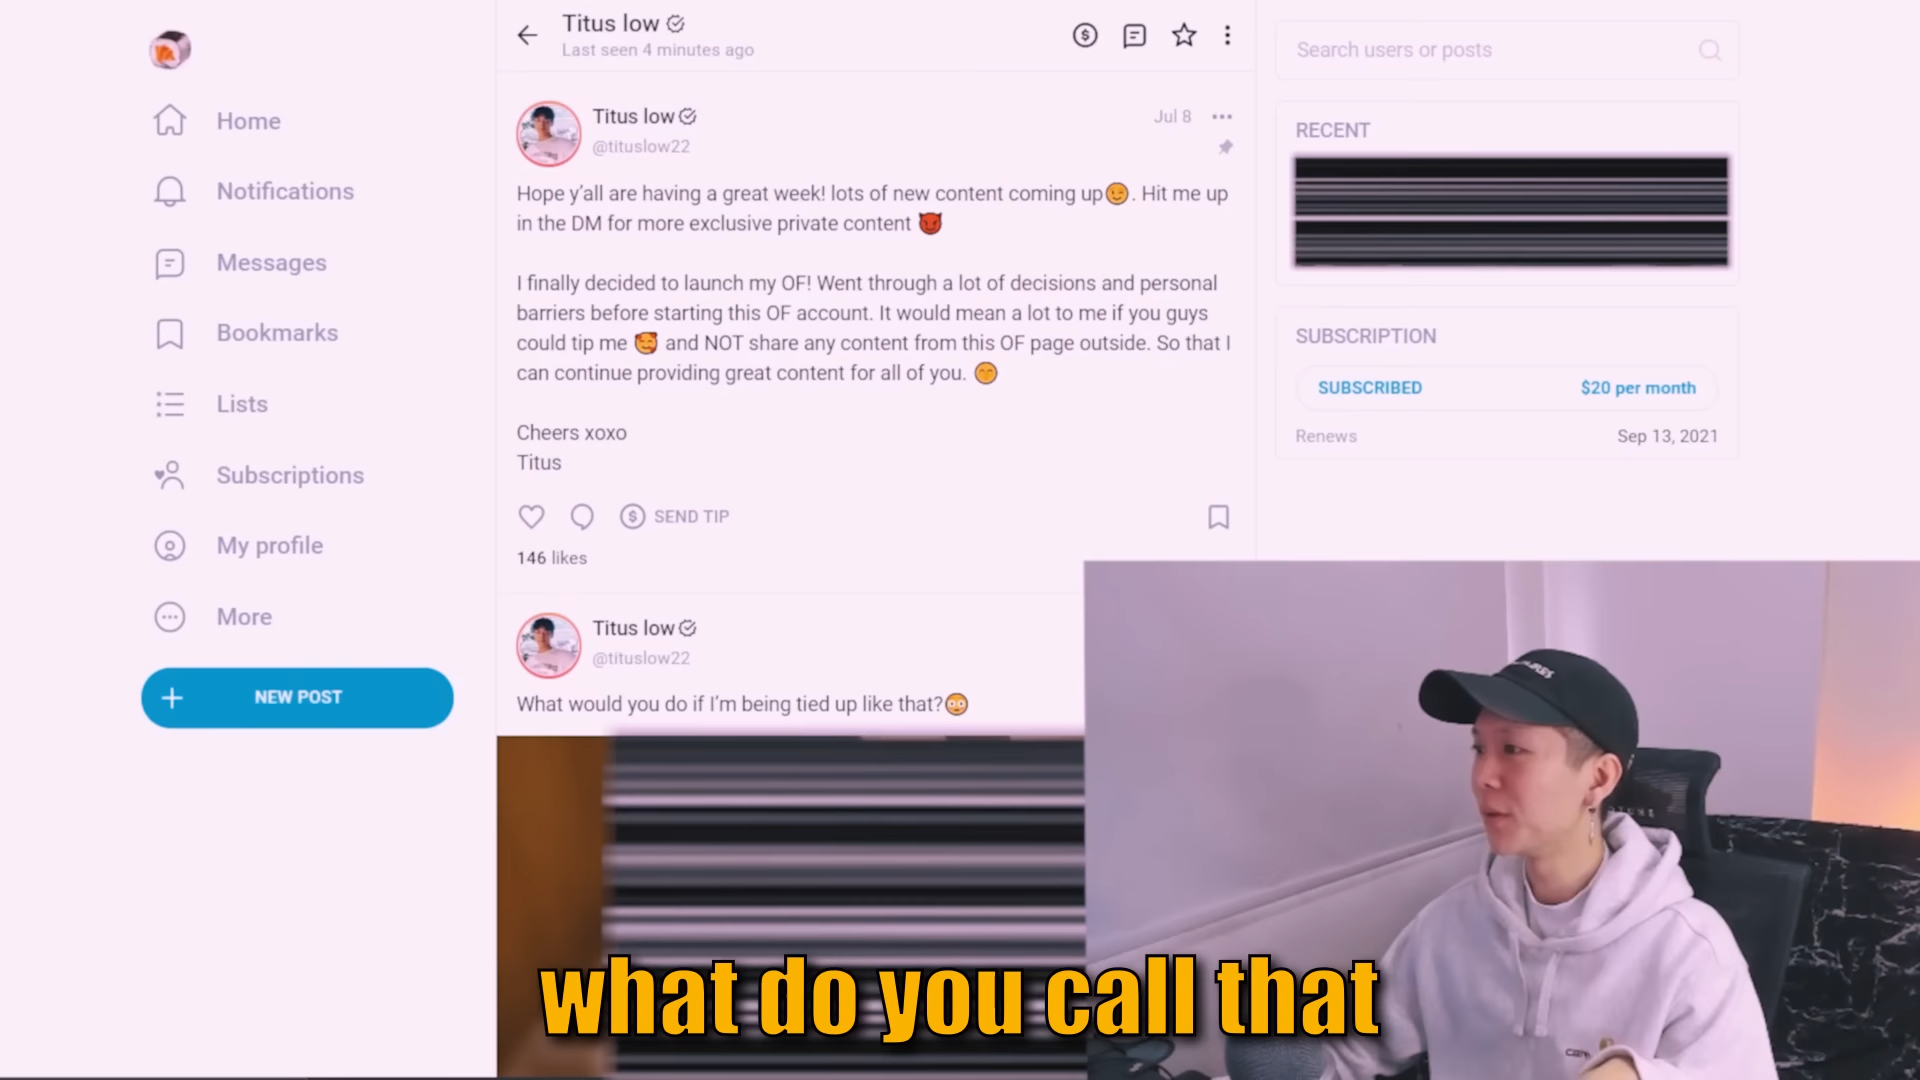 Titus low
Last seen 4 minutes ago
Home
Notifications
Messages
Bookmarks
Lists
Subscriptions
My profile
More
NEW POST
Titus low
@tituslow22
Jul 8
Hope y’all are having a great week! lots of new content coming up😉. Hit me up
in the DM for more exclusive private content 😈
I finally decided to launch my OF! Went through a lot of decisions and personal
barriers before starting this OF account. It would mean a lot to me if you guys
could tip me 🥰 and NOT share any content from this OF page outside. So that I
can continue providing great content for all of you. 😙
Cheers xoxo
Titus
SEND TIP
146 likes
Titus low
@tituslow22
What would you do if I’m being tied up like that?😳
Search users or posts
RECENT
SUBSCRIPTION
SUBSCRIBED $20 per month
Renews Sep 13, 2021
what do you call that